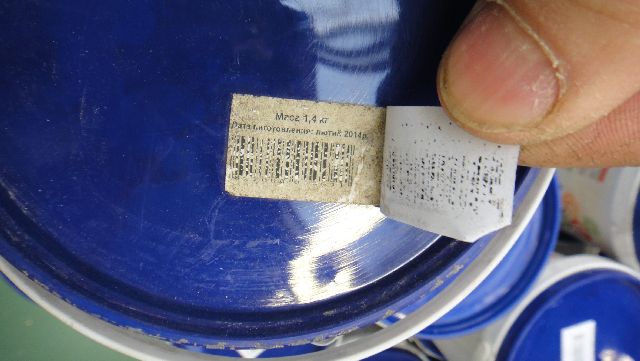 Маса 1,4 кг
Дата виготовлення: лютий 2014р.